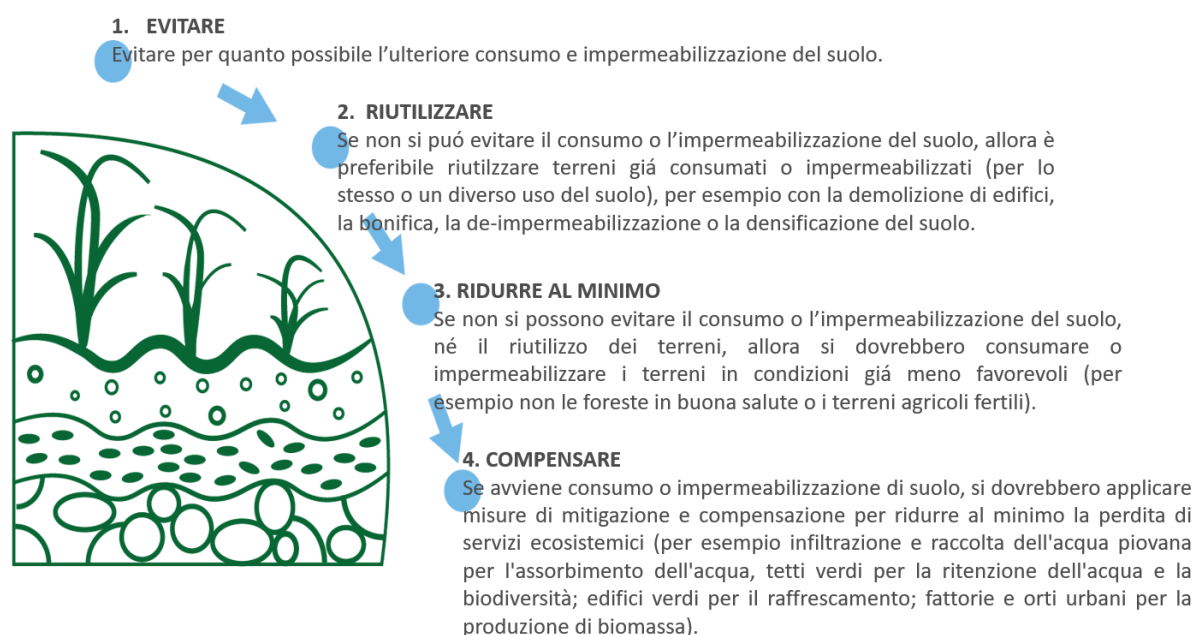 1. EVITARE
Evitare per quanto possibile l’ulteriore consumo e impermeabilizzazione del suolo.
2. RIUTILIZZARE
Se non si puó evitare il consumo o l’impermeabilizzazione del suolo, allora è
preferibile riutilzzare terreni giá consumati o impermeabilizzati (per lo
stesso o un diverso uso del suolo), per esempio con la demolizione di edifici,
la bonifica, la de-impermeabilizzazione o la densificazione del suolo.
3. RIDURRE AL MINIMO
Se non si possono evitare il consumo o l’impermeabilizzazione del suolo,
né il riutilizzo dei terreni, allora si dovrebbero consumare o
impermeabilizzare i terreni in condizioni giá meno favorevoli (per
esempio non le foreste in buona salute o i terreni agricoli fertili).
4. COMPENSARE
Se avviene consumo o impermeabilizzazione di suolo, si dovrebbero applicare
misure di mitigazione e compensazione per ridurre al minimo la perdita di
servizi ecosistemici (per esempio infiltrazione e raccolta dell'acqua piovana
per l'assorbimento dell'acqua, tetti verdi per la ritenzione dell'acqua e la
biodiversità; edifici verdi per il raffrescamento; fattorie e orti urbani per la
produzione di biomassa).